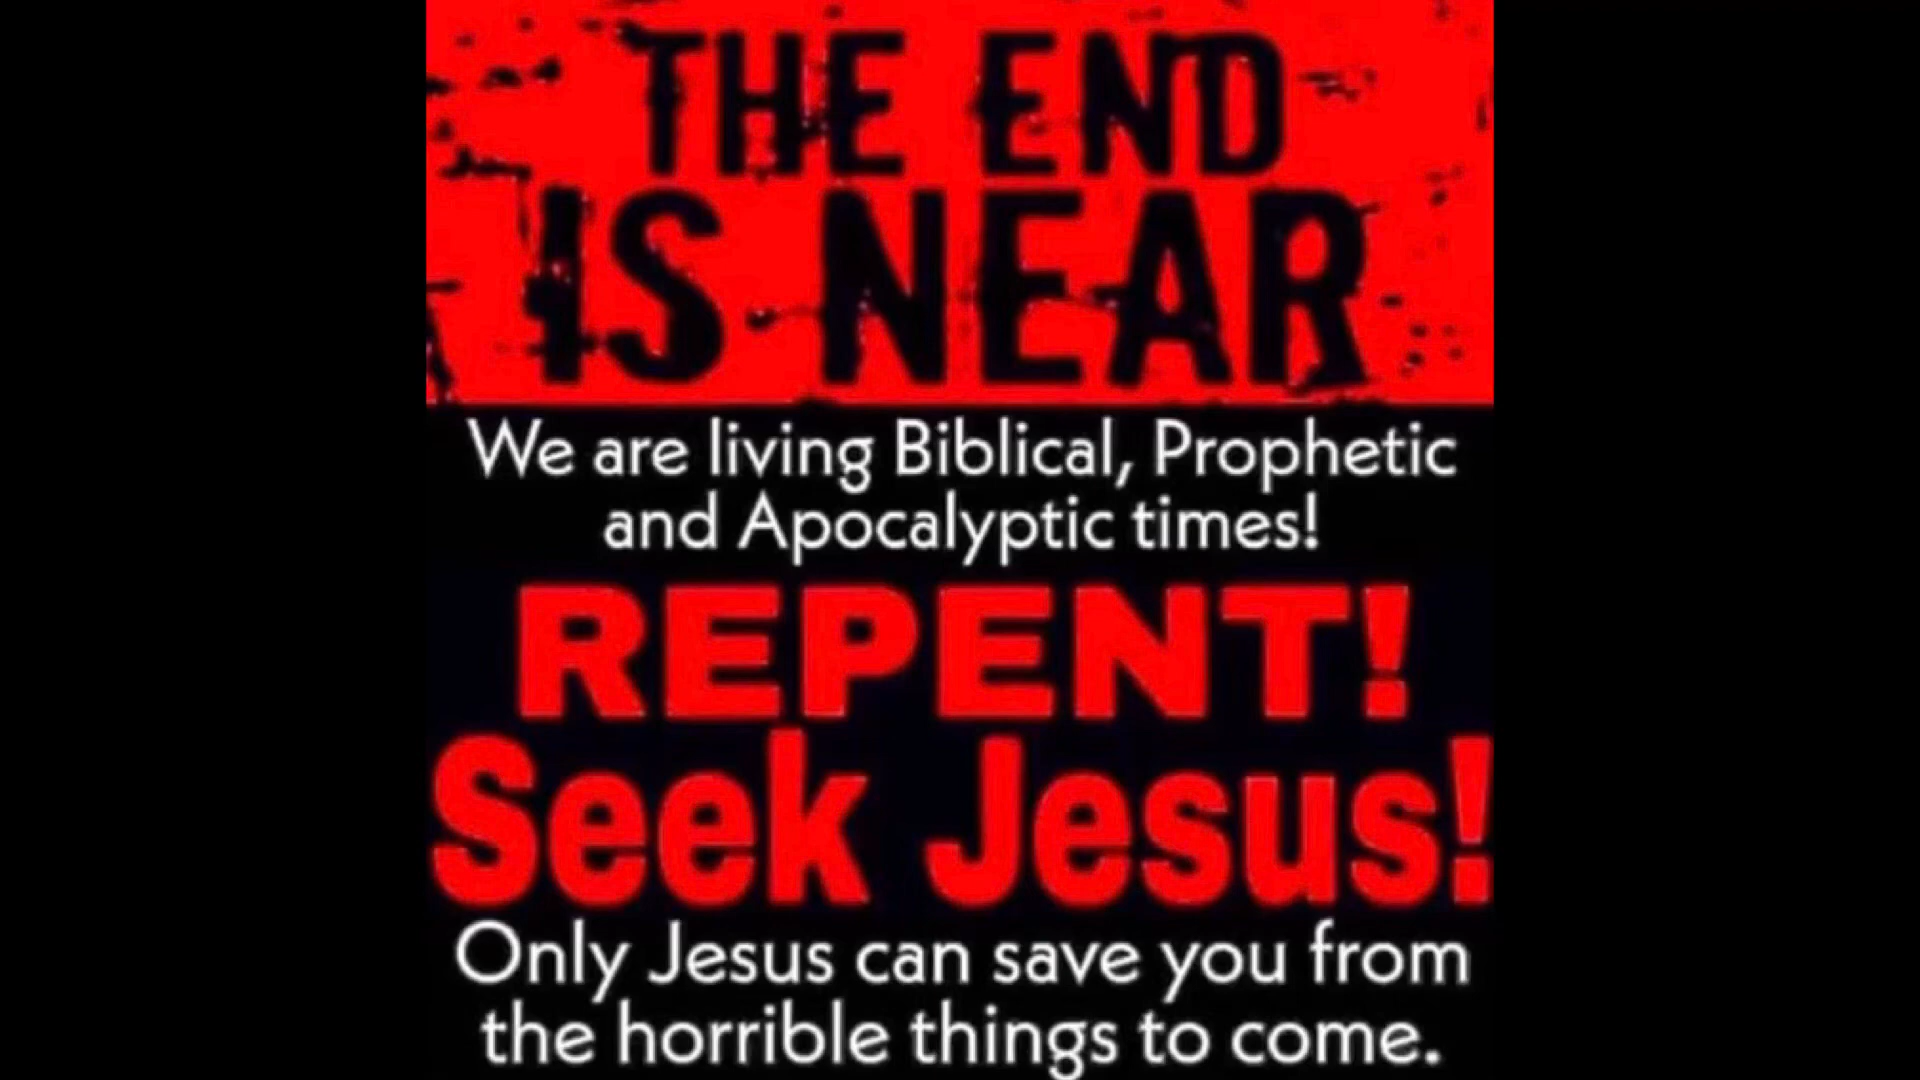 THE END
IS NEAR
We are living Biblical, Prophetic
and Apocalyptic times!
REPENT!
Seek Jesus!
Only Jesus can save you from
the horrible things to come.